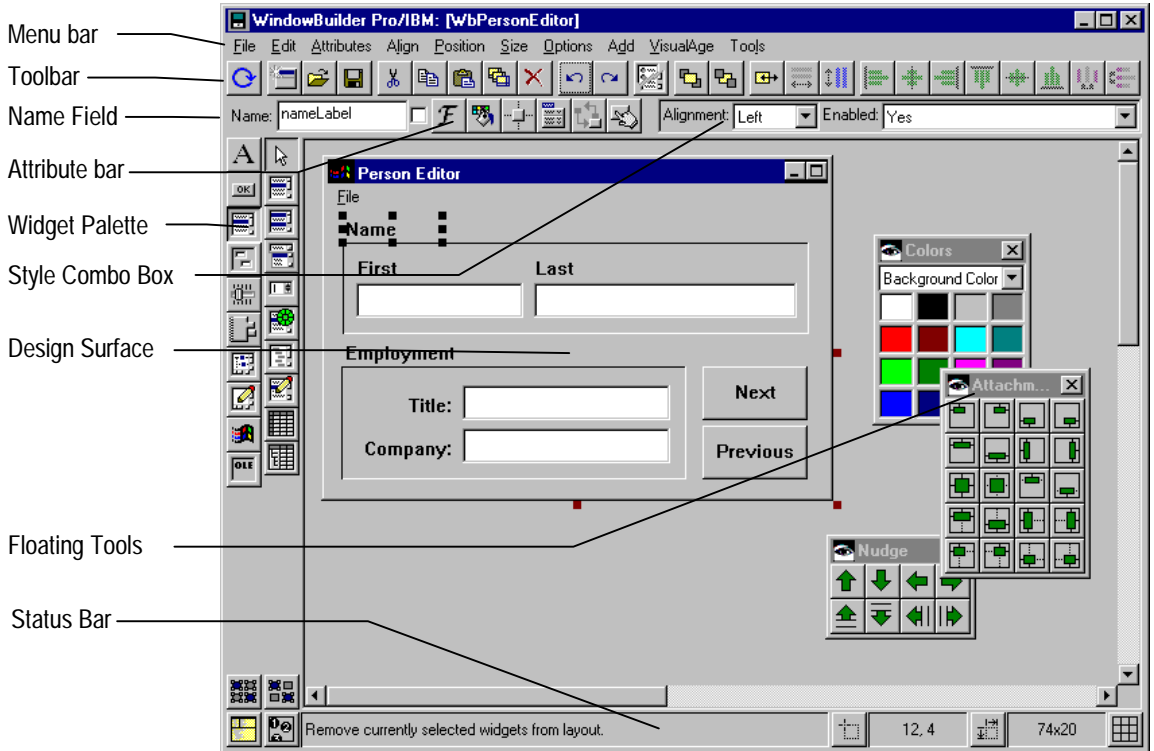 WindowBuilder Pro/IBM: [WbPersonEditor]
Menu bar
File Edit Attributes Align Position Size Options Add VisualAge Tools
Toolbar
Name Field
Name: nameLabel
F
Alignment: Left
Enabled: Yes
Attribute bar
A
OK
Widget Palette
Style Combo Box
Design Surface
OLE
Person Editor
File
Name
First Last
Employment
Title:
Company:
Next
Previous
Colors
Background Color
Attachm...
Floating Tools
Nudge
Status Bar
Remove currently selected widgets from layout.
12, 4
74x20